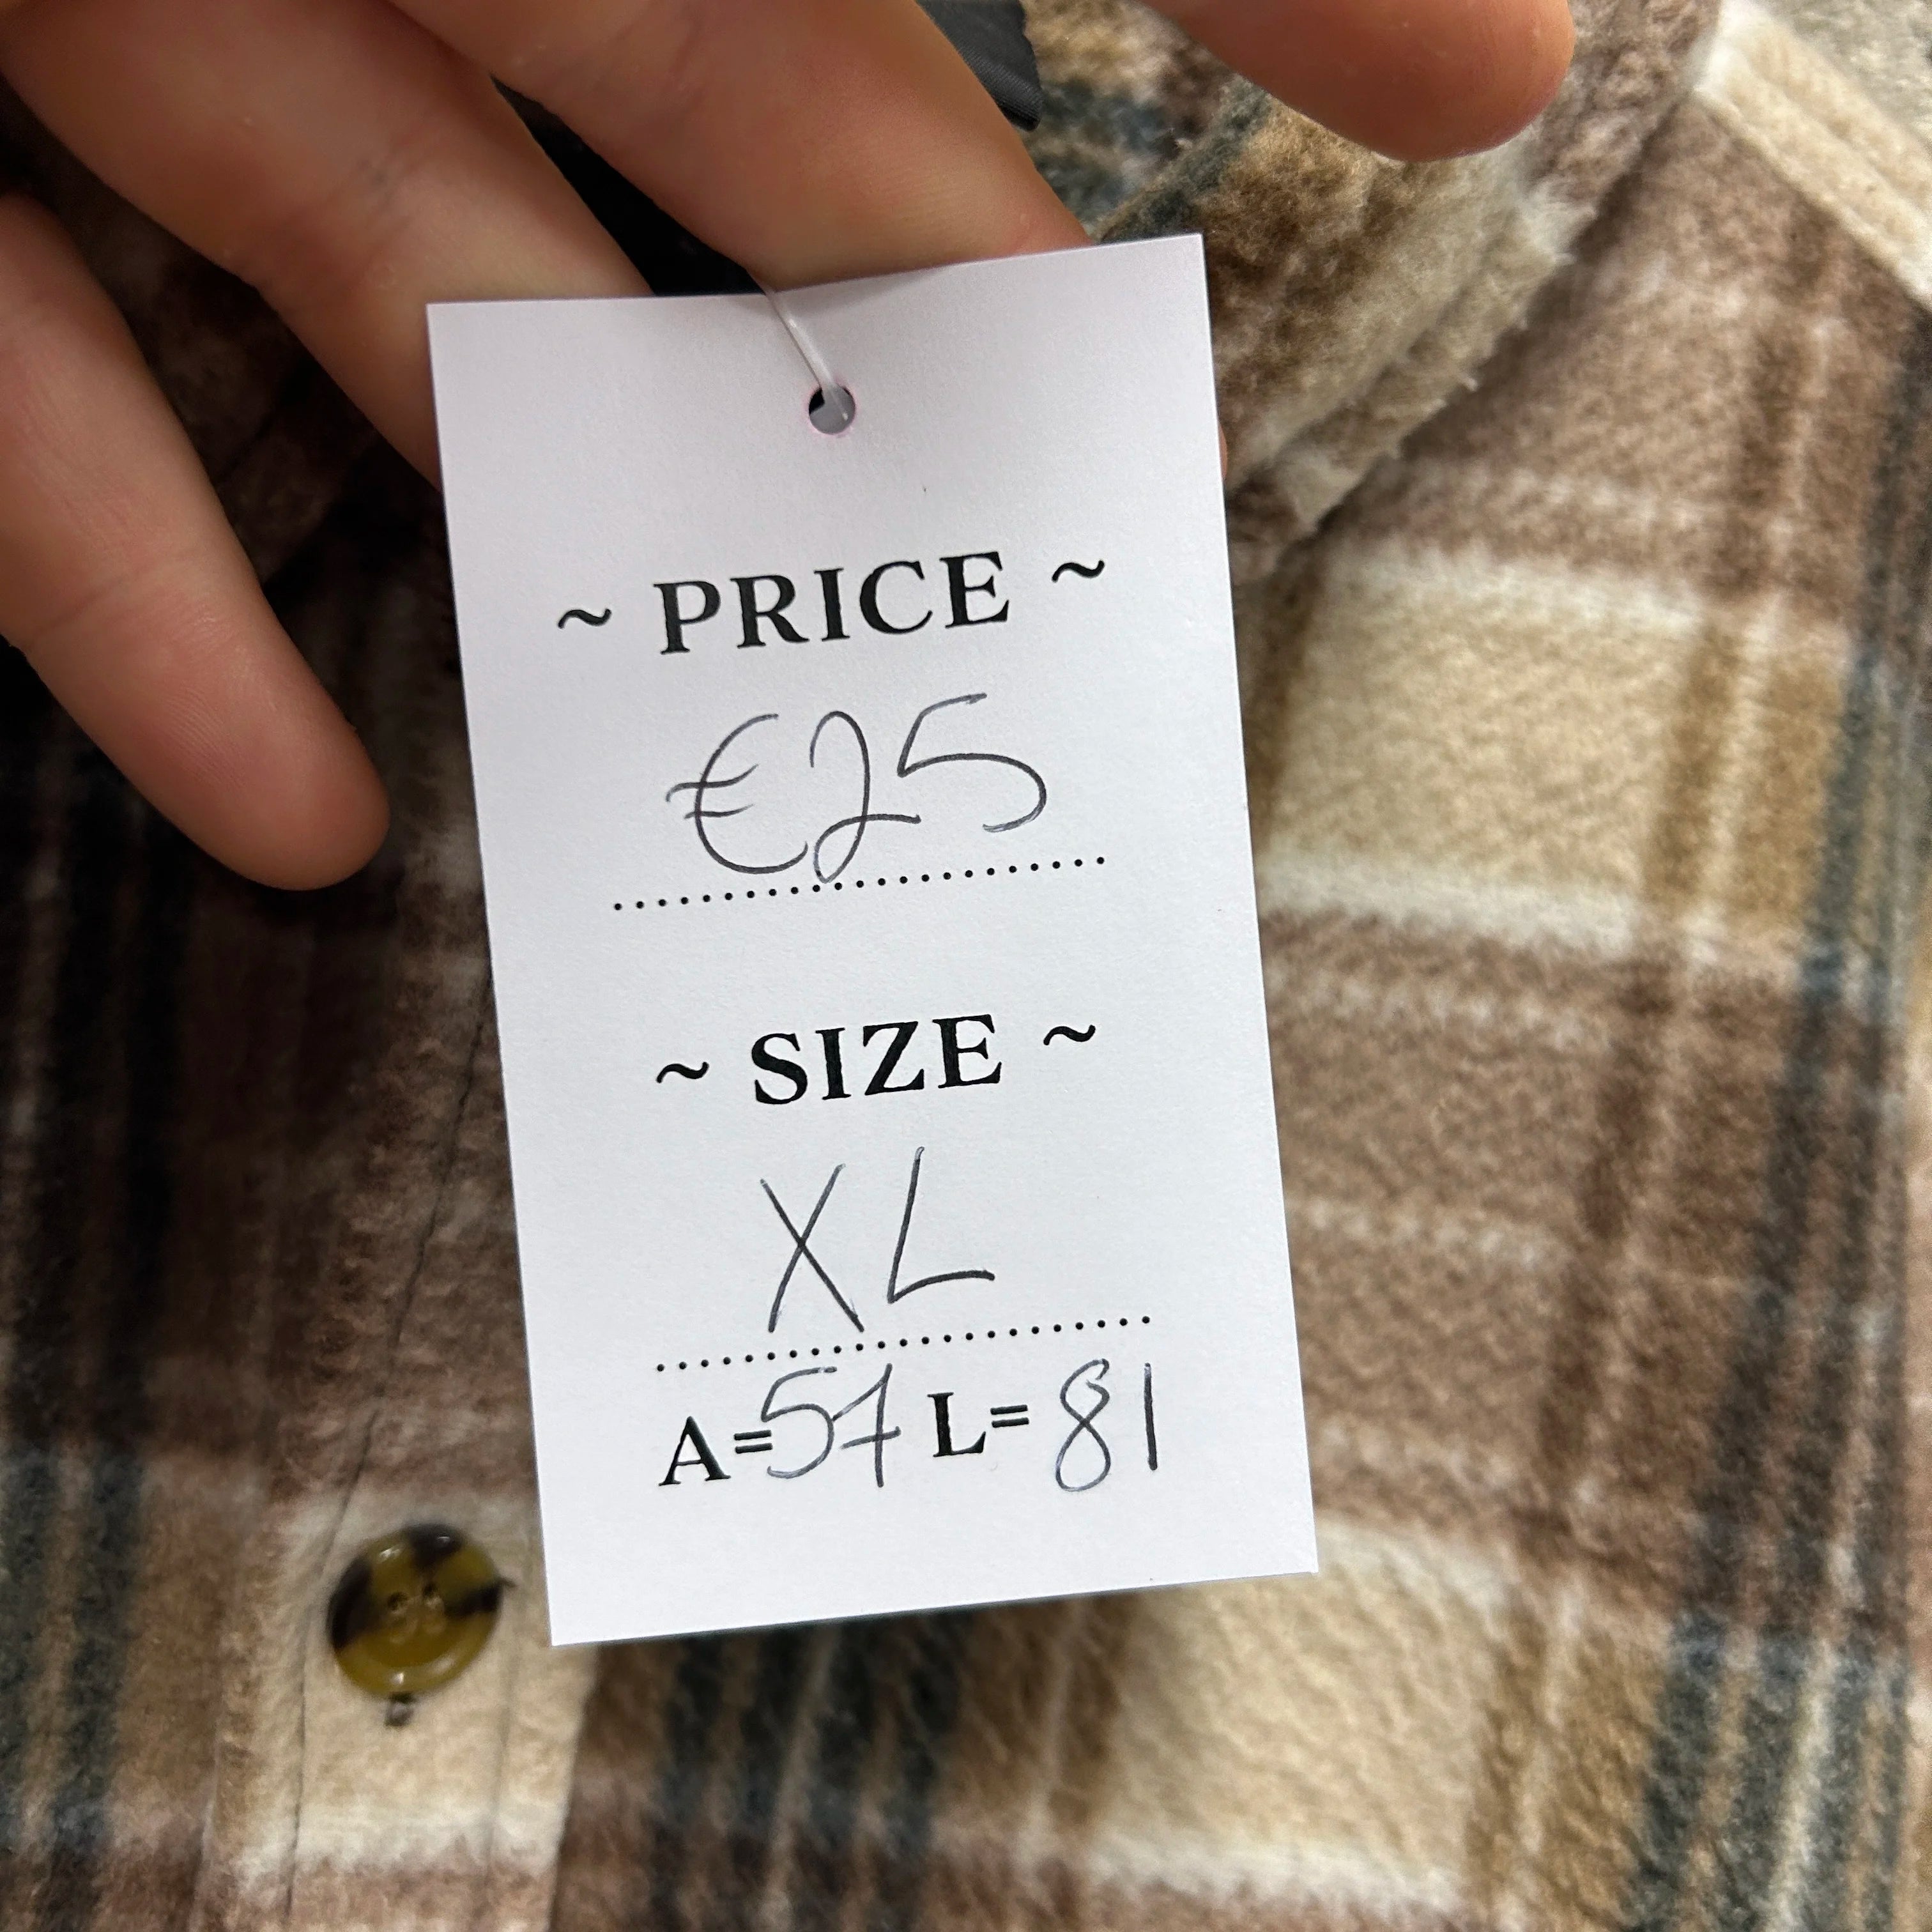 ~ PRICE ~
€25
~ SIZE ~
XL
A=57 L=81